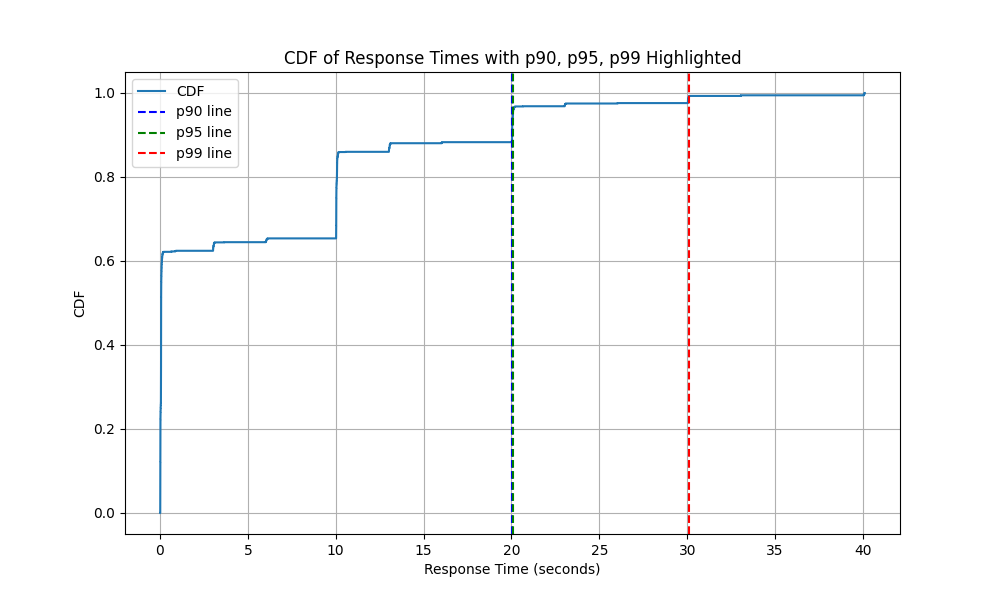 CDF of Response Times with p90, p95, p99 Highlighted
CDF
p90 line
p95 line
p99 line
1.0
0.8
0.6
0.4
0.2
0.0
CDF
0 5 10 15 20 25 30 35 40
Response Time (seconds)